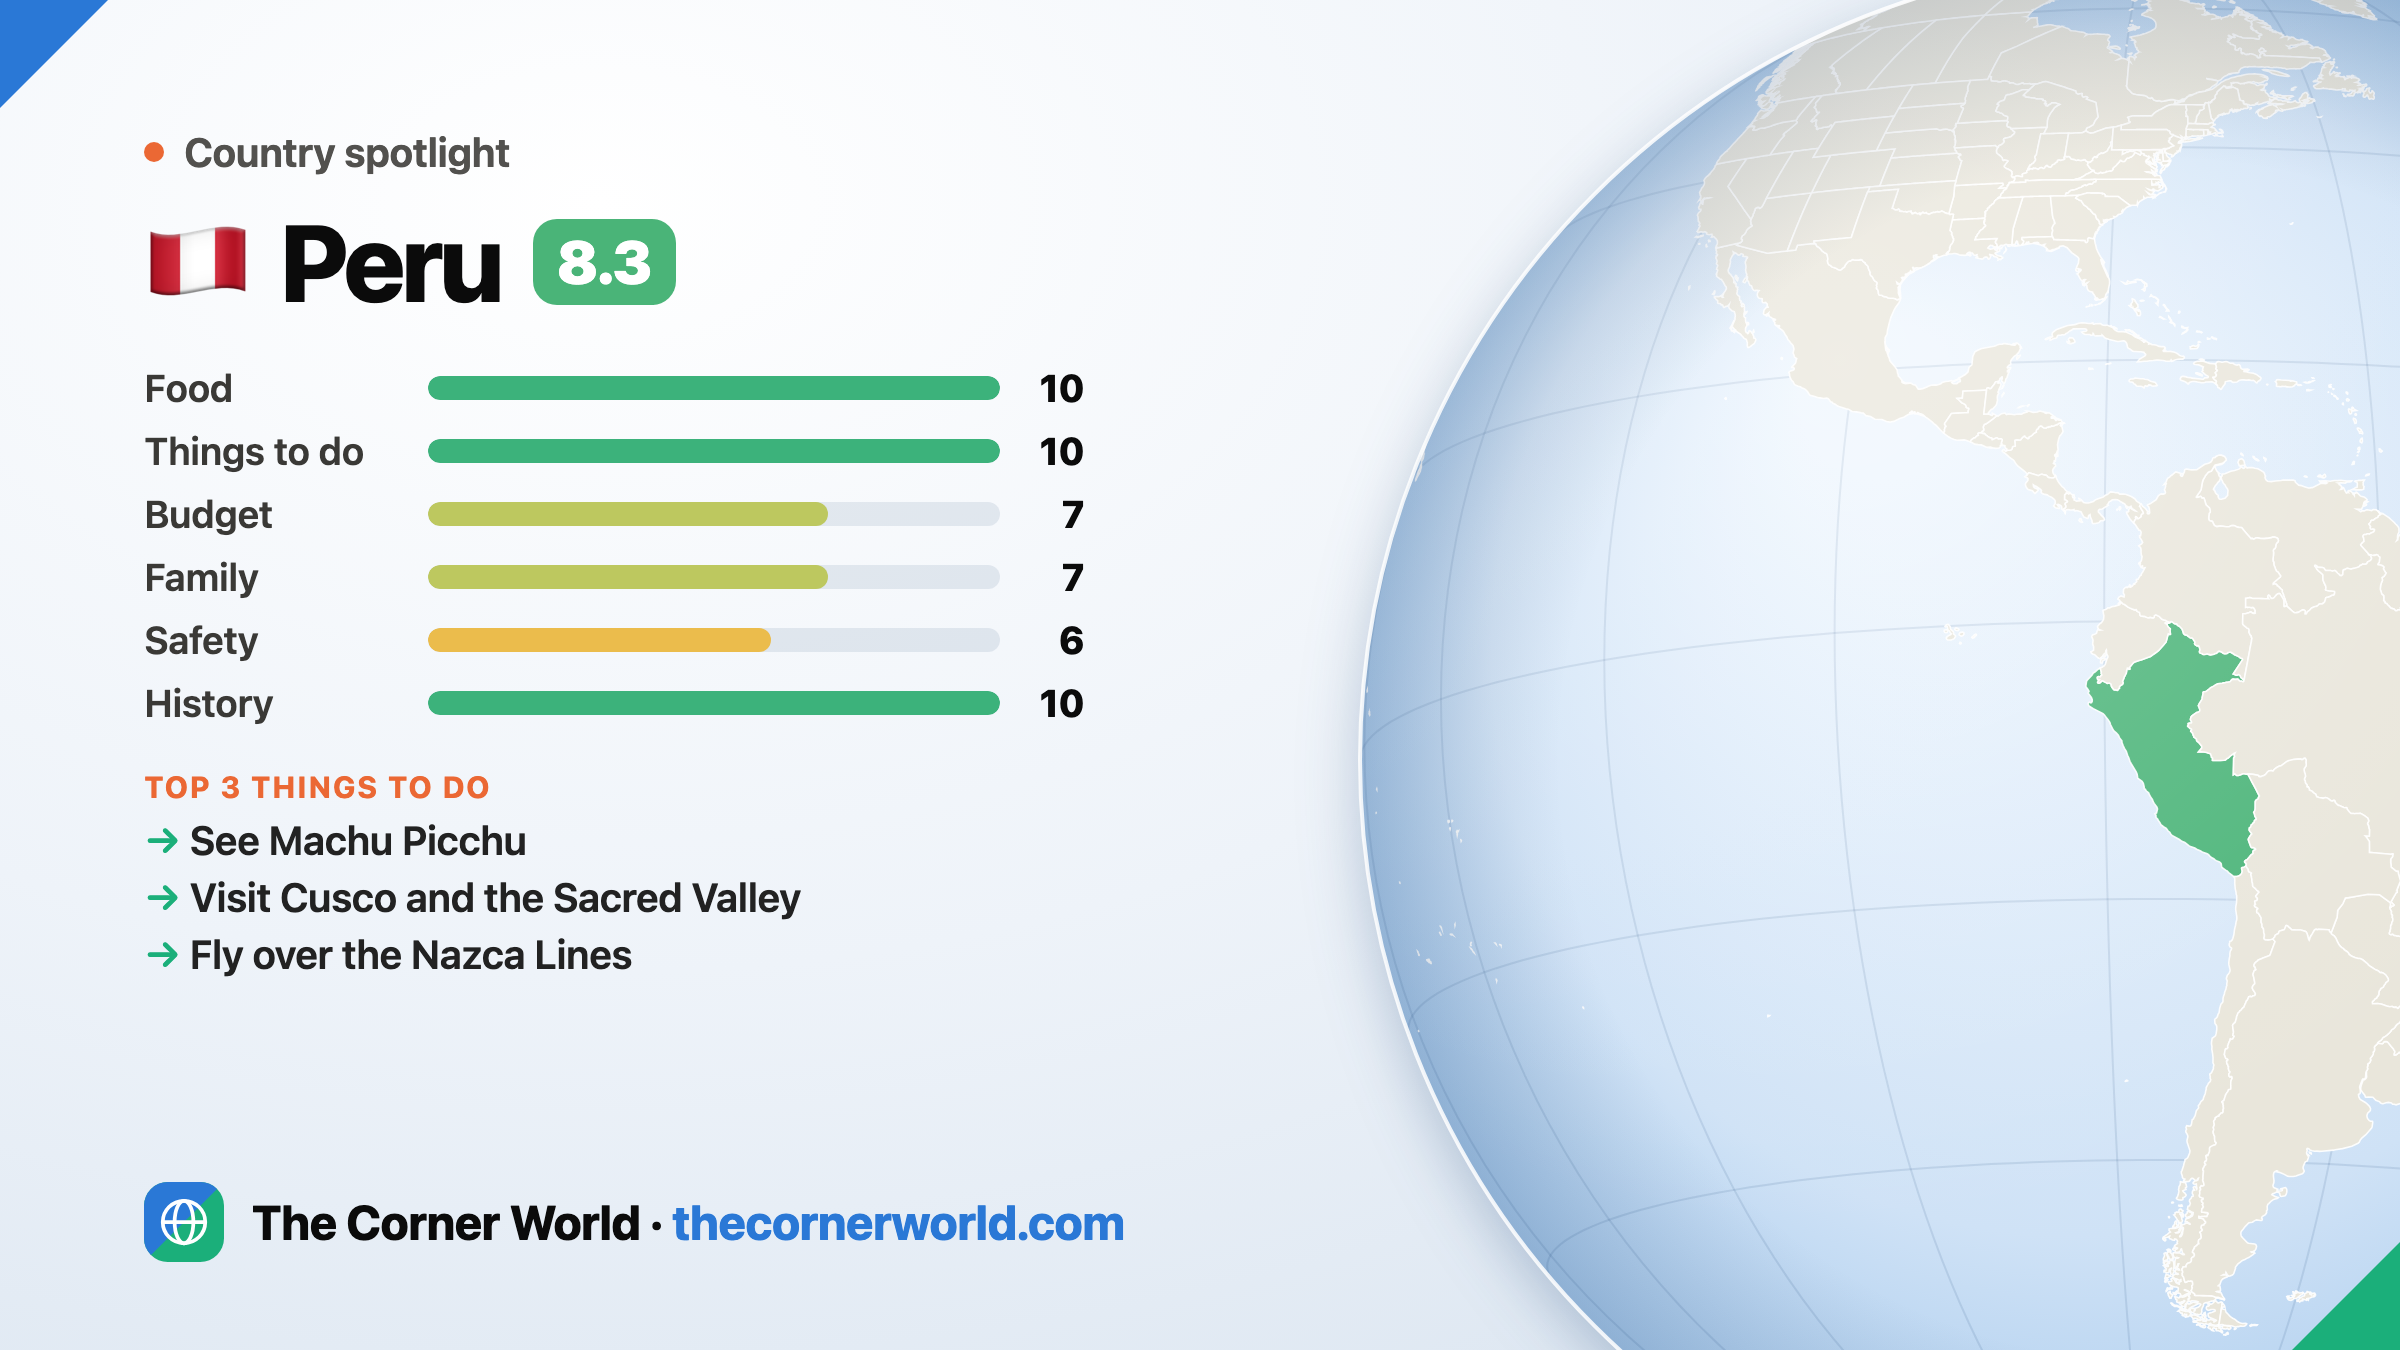 Country spotlight
Peru 8.3
Food 10
Things to do 10
Budget 7
Family 7
Safety 6
History 10
TOP 3 THINGS TO DO
→ See Machu Picchu
→ Visit Cusco and the Sacred Valley
→ Fly over the Nazca Lines
The Corner World · thecornerworld.com